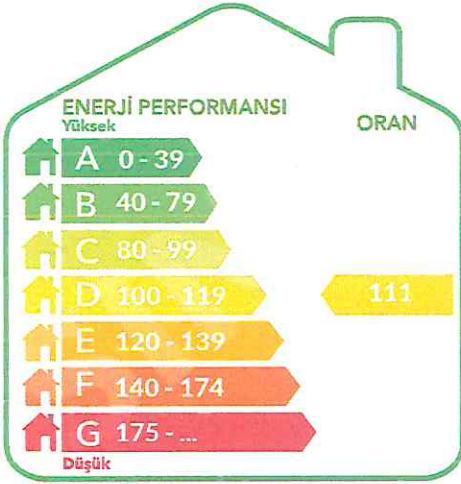 ENERJİ PERFORMANSI
Yüksek
ORAN
A 0 - 39
B 40 - 79
C 80 - 99
D 100 - 119
111
E 120 - 139
F 140 - 174
G 175 - ...
Düşük